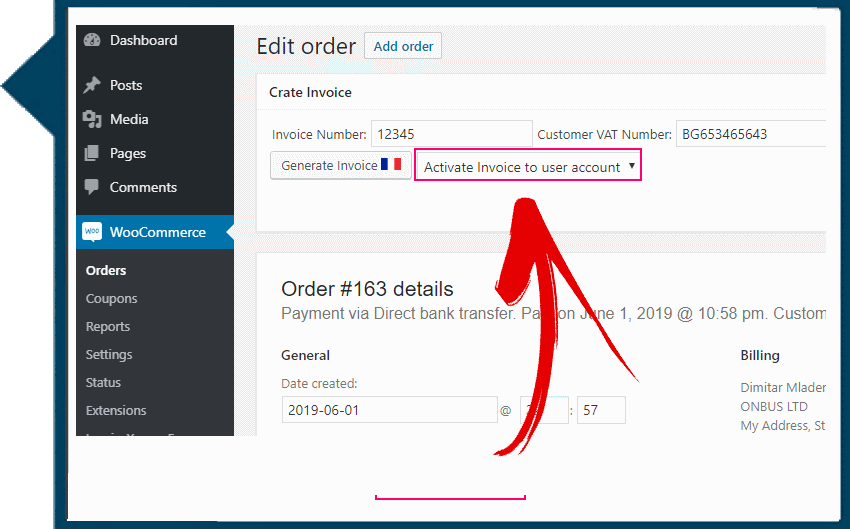 Dashboard
Posts
Media
Pages
Comments
woo WooCommerce
Orders
Coupons
Reports
Settings
Status
Extensions
Edit order Add order
Crate Invoice
Invoice Number: 12345 Customer VAT Number: BG653465643
Generate Invoice Activate Invoice to user account
Order #163 details
Payment via Direct bank transfer. on June 1, 2019 @ 10:58 pm. Custom
General
Date created:
2019-06-01 @ : 57
Billing
Dimitar Mlader
ONBUS LTD
My Address, St